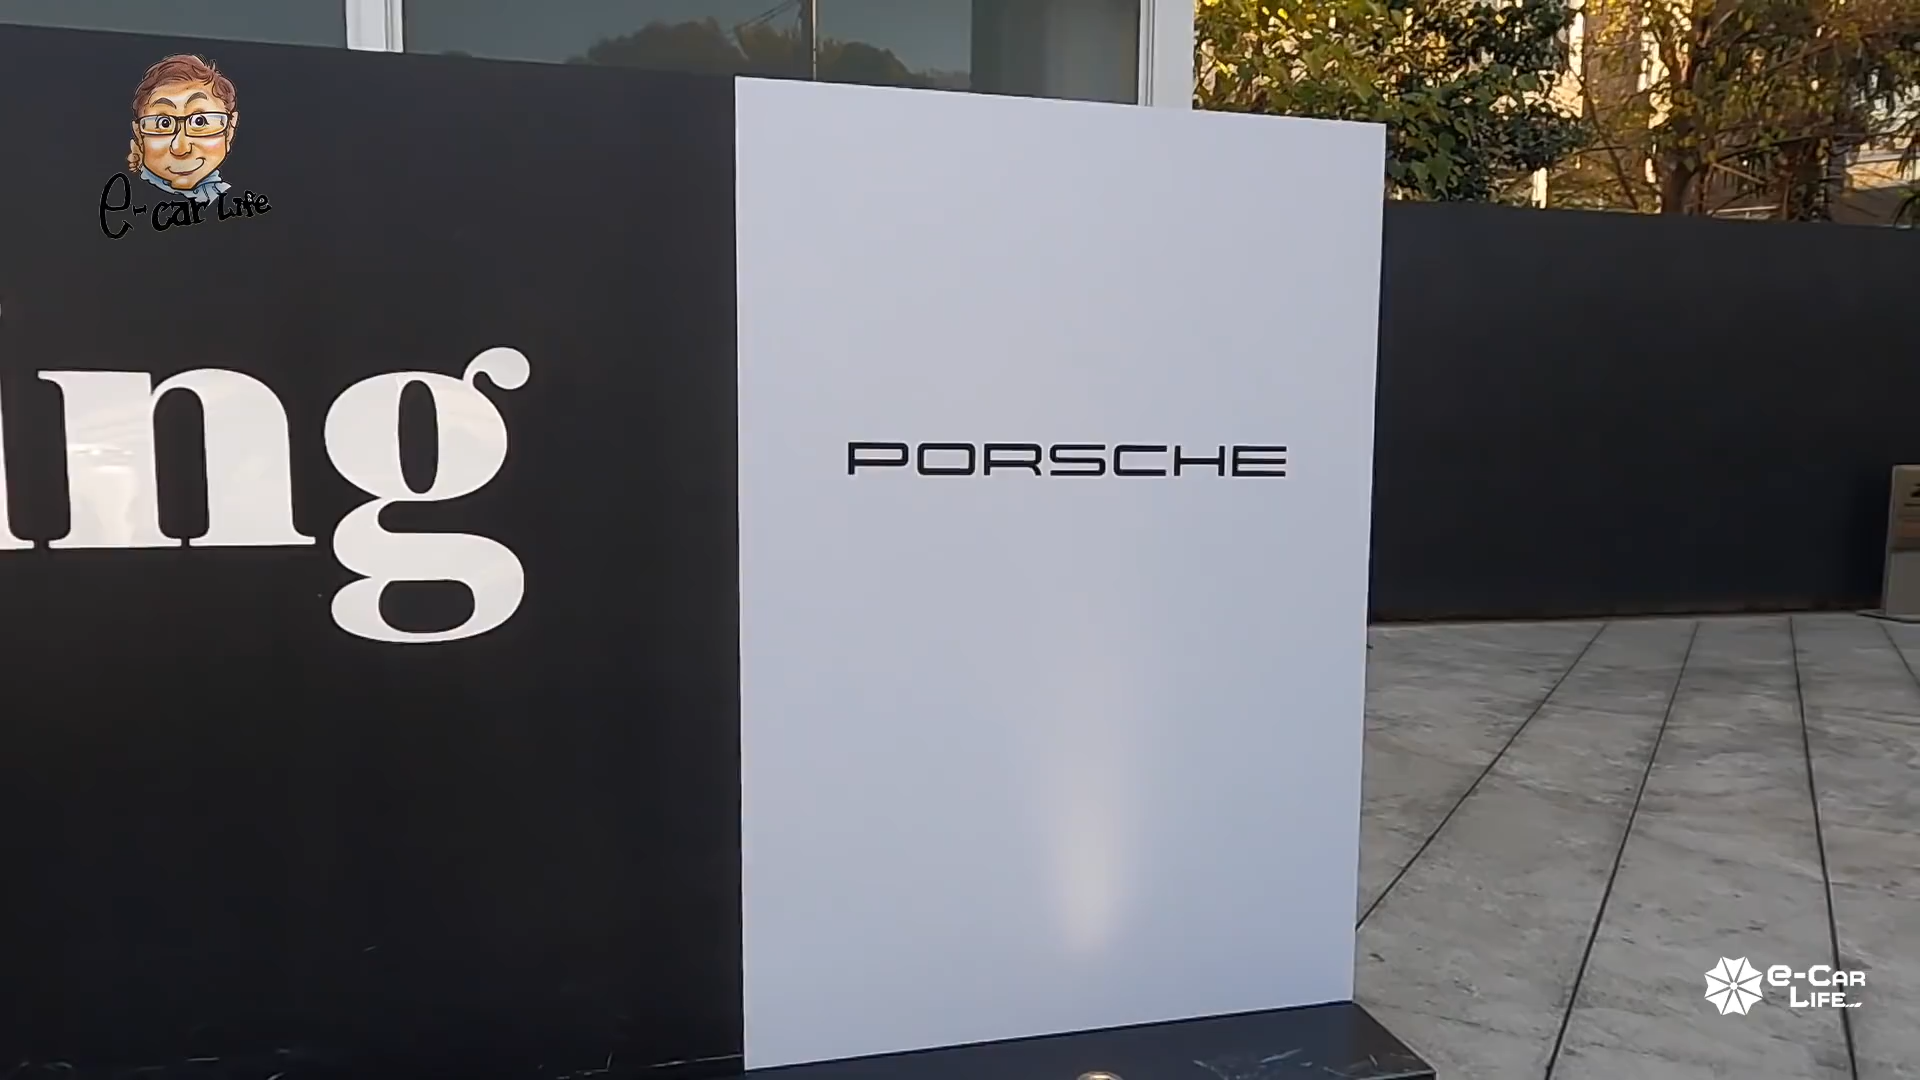 e-car Life
ing
PORSCHE
e-CAR
LIFE...